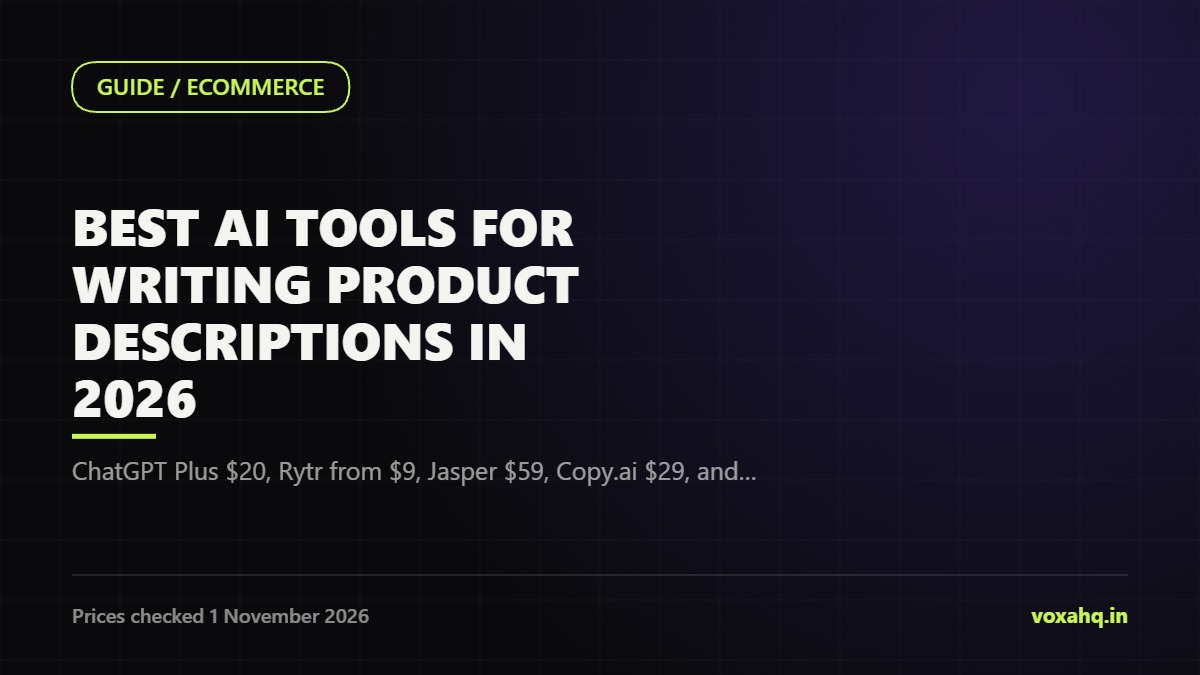 GUIDE / ECOMMERCE
BEST AI TOOLS FOR
WRITING PRODUCT
DESCRIPTIONS IN
2026
ChatGPT Plus $20, Rytr from $9, Jasper $59, Copy.ai $29, and...
Prices checked 1 November 2026
voxahq.in